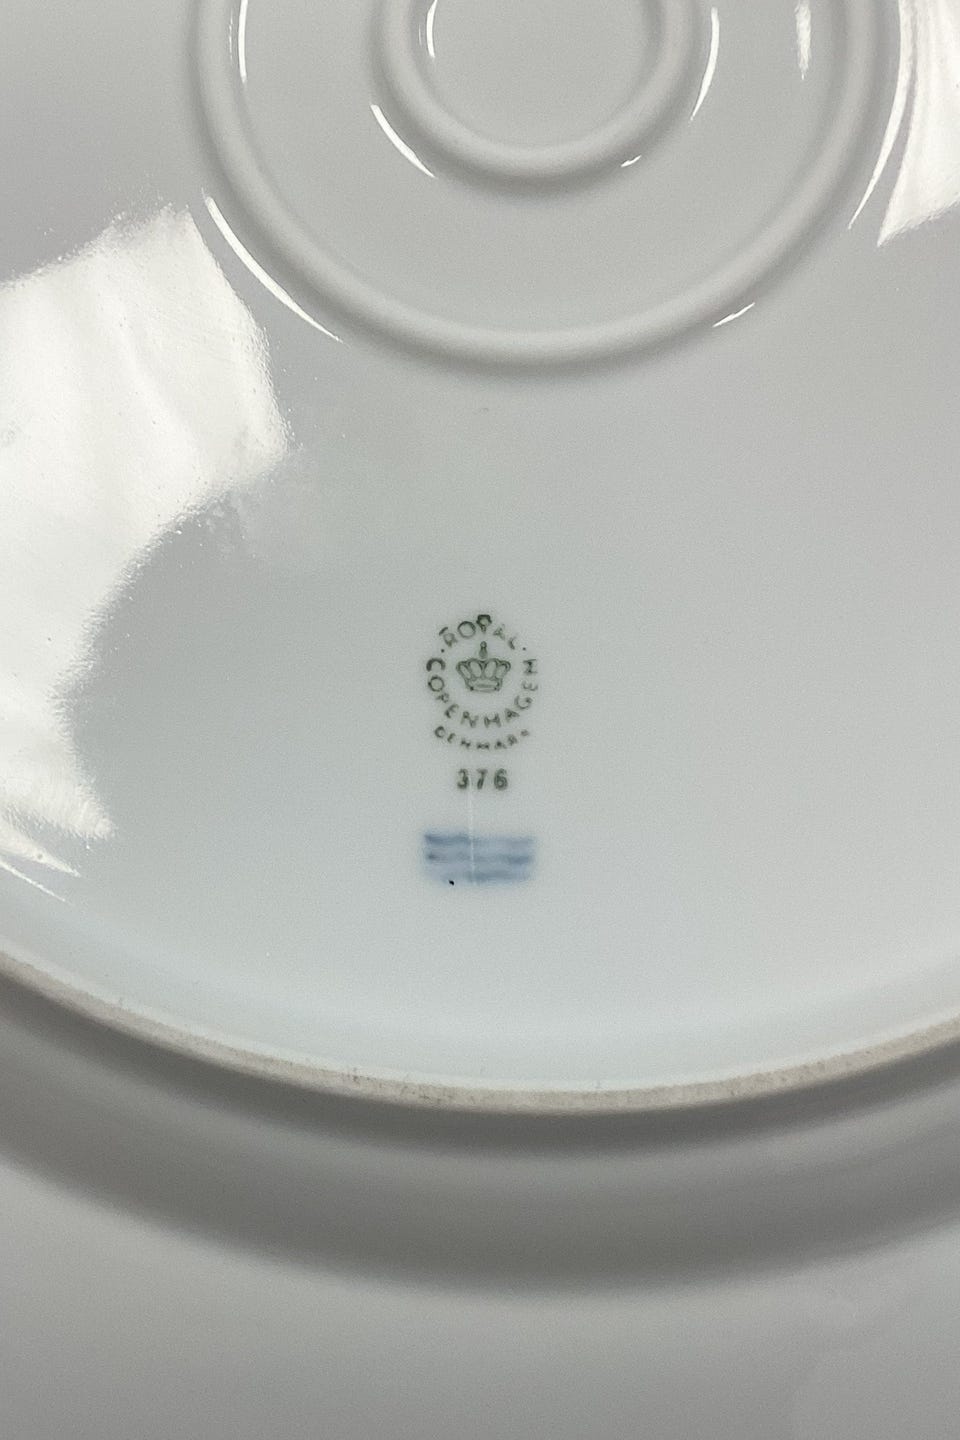 ROYAL
COPENHAGEN
DENMARK
376